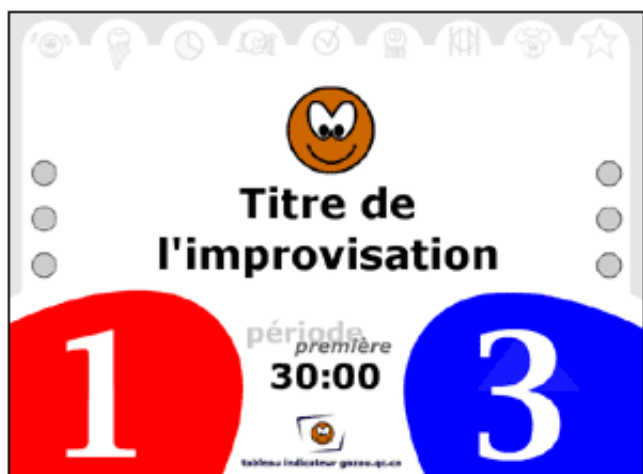 Titre de
l'improvisation
période
première
1
30:00
3
tableau indicateur gazou.qc.ca